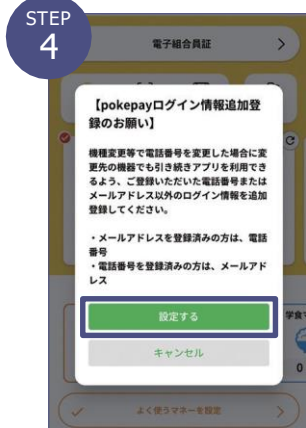 STEP
4
電子組合員証
【pokepayログイン情報追加登
録のお願い】
機種変更等で電話番号を変更した場合に変
更先の機器でも引き続きアプリを利用でき
るよう、ご登録いただいた電話番号または
メールアドレス以外のログイン情報を追加
登録してください。
・メールアドレスを登録済みの方は、電話
番号
・電話番号を登録済みの方は、メールアド
レス
設定する
学食
キャンセル
0
よく使うマネーを設定